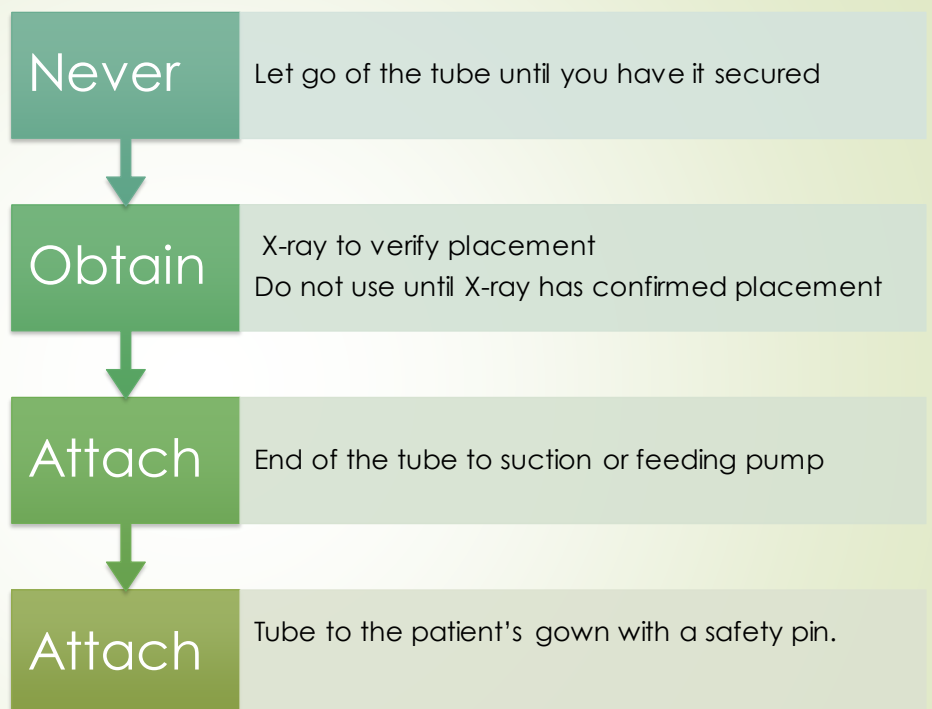 Never
Let go of the tube until you have it secured
Obtain
X-ray to verify placement
Do not use until X-ray has confirmed placement
Attach
End of the tube to suction or feeding pump
Attach
Tube to the patient’s gown with a safety pin.